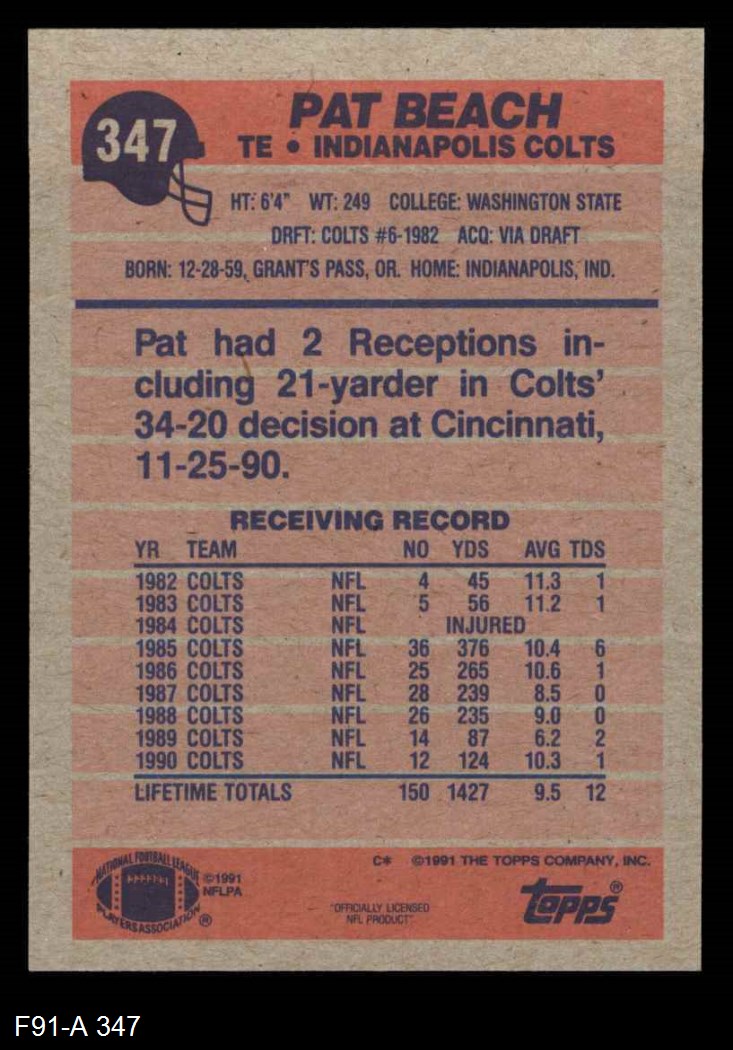 347
PAT BEACH
TE • INDIANAPOLIS COLTS
HT: 6'4" WT: 249 COLLEGE: WASHINGTON STATE
DRFT: COLTS #6-1982 ACQ: VIA DRAFT
BORN: 12-28-59, GRANT'S PASS, OR. HOME: INDIANAPOLIS, IND.
Pat had 2 Receptions in-
cluding 21-yarder in Colts'
34-20 decision at Cincinnati,
11-25-90.
RECEIVING RECORD
YR TEAM NO YDS AVG TDS
1982 COLTS NFL 4 45 11.3 1
1983 COLTS NFL 5 56 11.2 1
1984 COLTS NFL INJURED
1985 COLTS NFL 36 376 10.4 6
1986 COLTS NFL 25 265 10.6 1
1987 COLTS NFL 28 239 8.5 0
1988 COLTS NFL 26 235 9.0 0
1989 COLTS NFL 14 87 6.2 2
1990 COLTS NFL 12 124 10.3 1
LIFETIME TOTALS 150 1427 9.5 12
NATIONAL FOOTBALL LEAGUE
PLAYERS ASSOCIATION ®
©1991
NFLPA
C* ©1991 THE TOPPS COMPANY, INC.
"OFFICIALLY LICENSED
NFL PRODUCT"
topps®
F91-A 347